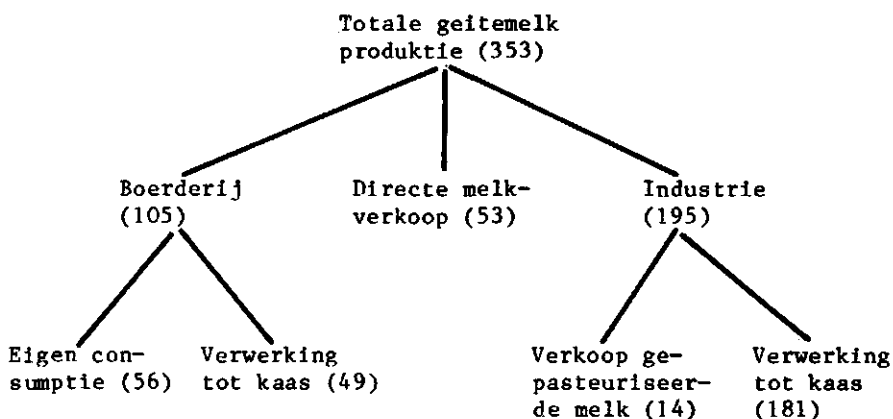 Totale geitemelk
produktie (353)
Boerderij
(105)
Directe melk-
verkoop (53)
Industrie
(195)
Eigen con-
sumptie (56)
Verwerking
tot kaas (49)
Verkoop ge-
pasteuriseer-
de melk (14)
Verwerking
tot kaas
(181)